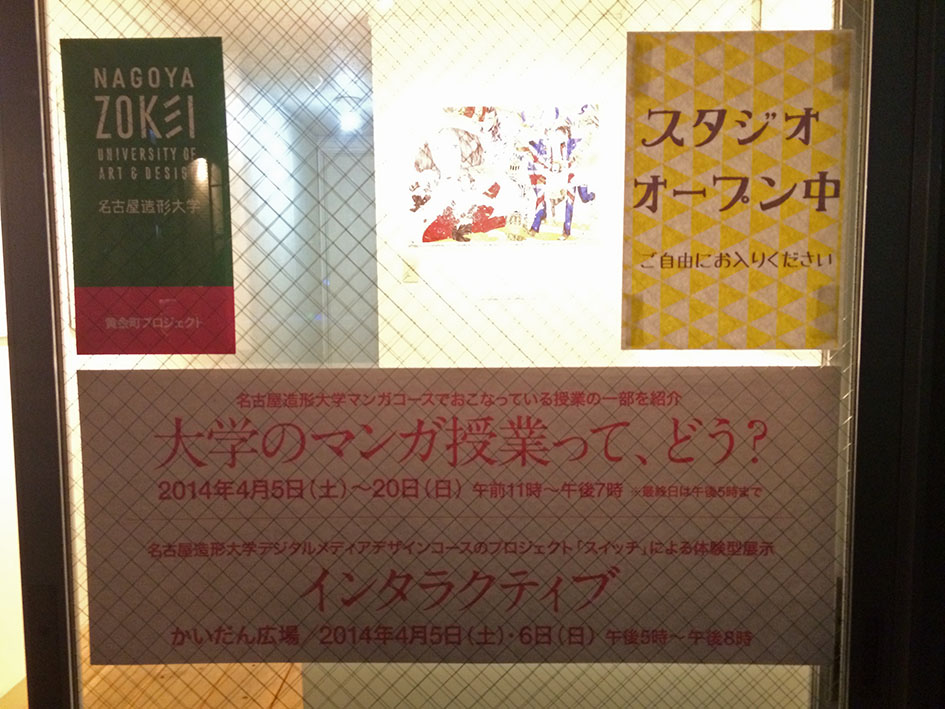 NAGOYA
ZOKEI
UNIVERSITY OF
ART & DESIGN
名古屋造形大学
黄金町プロジェクト
スタジオ
オープン中
ご自由にお入りください
名古屋造形大学マンガコースでおこなっている授業の一部を紹介
大学のマンガ授業って、どう?
2014年4月5日(土)〜20日(日) 午前11時〜午後7時 ※最終日は午後5時まで
名古屋造形大学デジタルメディアデザインコースのプロジェクト「スイッチ」による体験型展示
インタラクティブ
かいだん広場/2014年4月5日(土)・6日(日) 午後5時〜午後8時